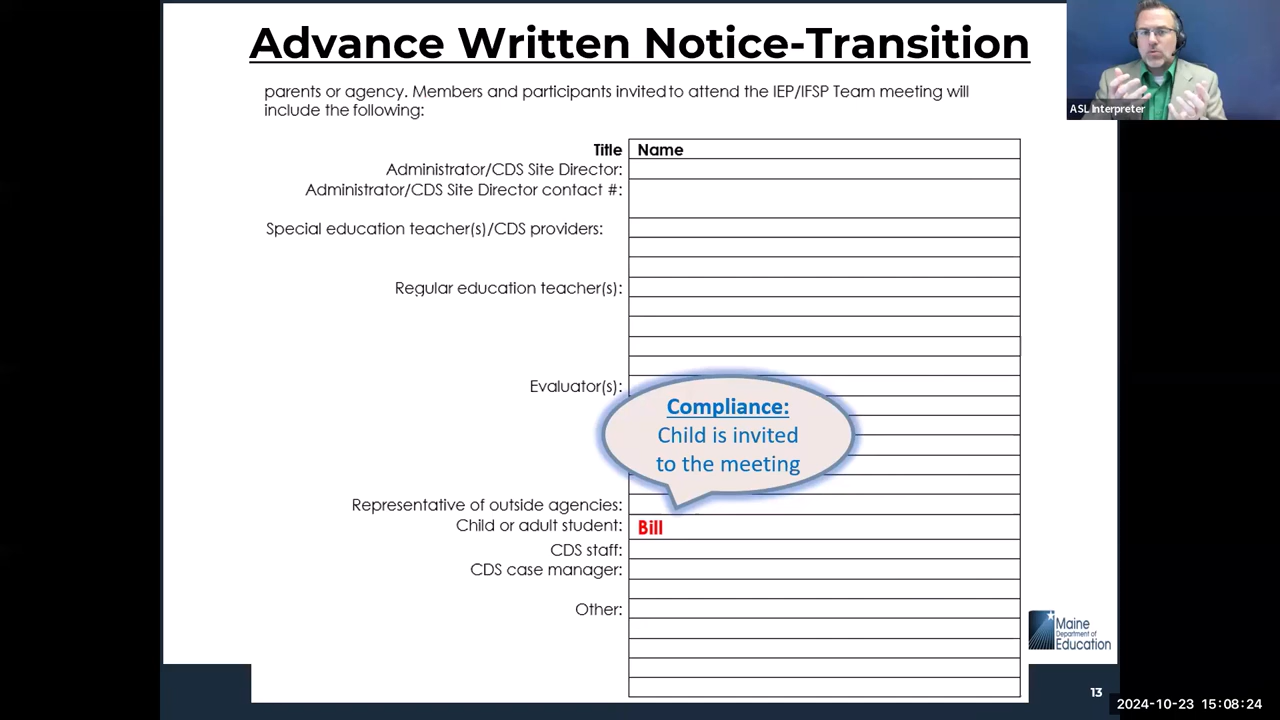 Advance Written Notice-Transition
ASL Interpreter
parents or agency. Members and participants invited to attend the IEP/IFSP Team meeting will
include the following:
Title Name
Administrator/CDS Site Director:
Administrator/CDS Site Director contact #:
Special education teacher(s)/CDS providers:
Regular education teacher(s):
Evaluator(s):
Compliance:
Child is invited
to the meeting
Representative of outside agencies:
Child or adult student: Bill
CDS staff:
CDS case manager:
Other:
Maine
Department of
Education
13
2024-10-23 15:08:24